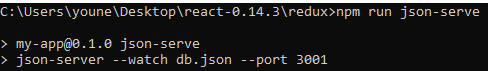 C:\Users\youne\Desktop\react-0.14.3\redux>npm run json-serve
> my-app@0.1.0 json-serve
> json-server --watch db.json --port 3001